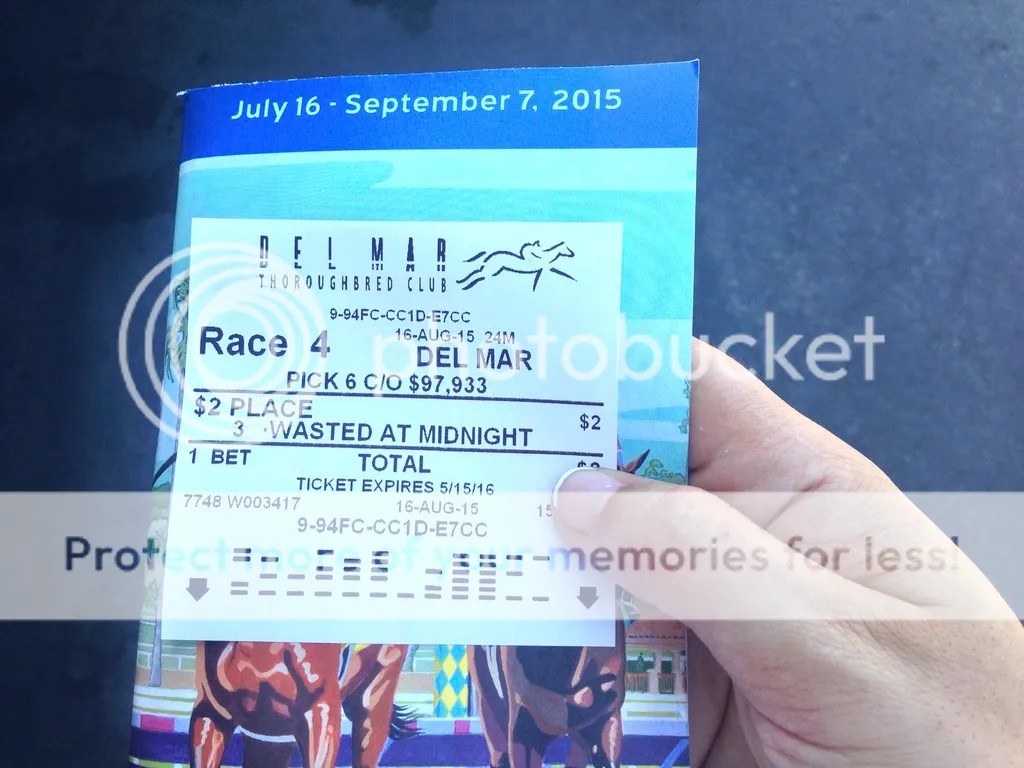 July 16 - September 7, 2015
DEL MAR
THOROUGHBRED CLUB
9-94FC-CC1D-E7CC
16-AUG-15 24M
Race 4 DEL MAR
PICK 6 C/O $97,933
$2 PLACE $2
3 WASTED AT MIDNIGHT
1 BET TOTAL
TICKET EXPIRES 5/15/16
7748 W003417 16-AUG-15 15
9-94FC-CC1D-E7CC
photobucket
Protect more of your memories for less!